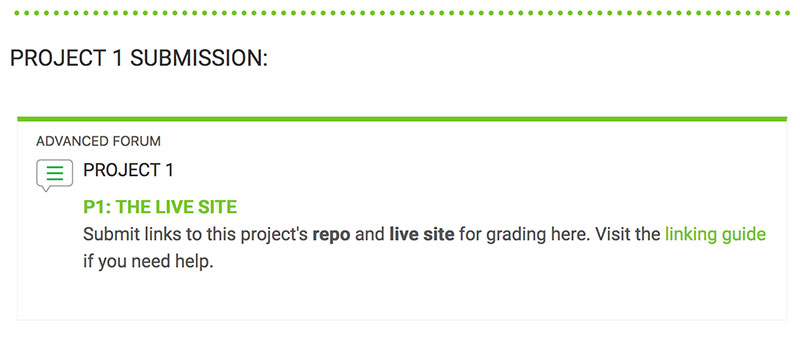 PROJECT 1 SUBMISSION:
ADVANCED FORUM
PROJECT 1
P1: THE LIVE SITE
Submit links to this project's repo and live site for grading here. Visit the linking guide
if you need help.